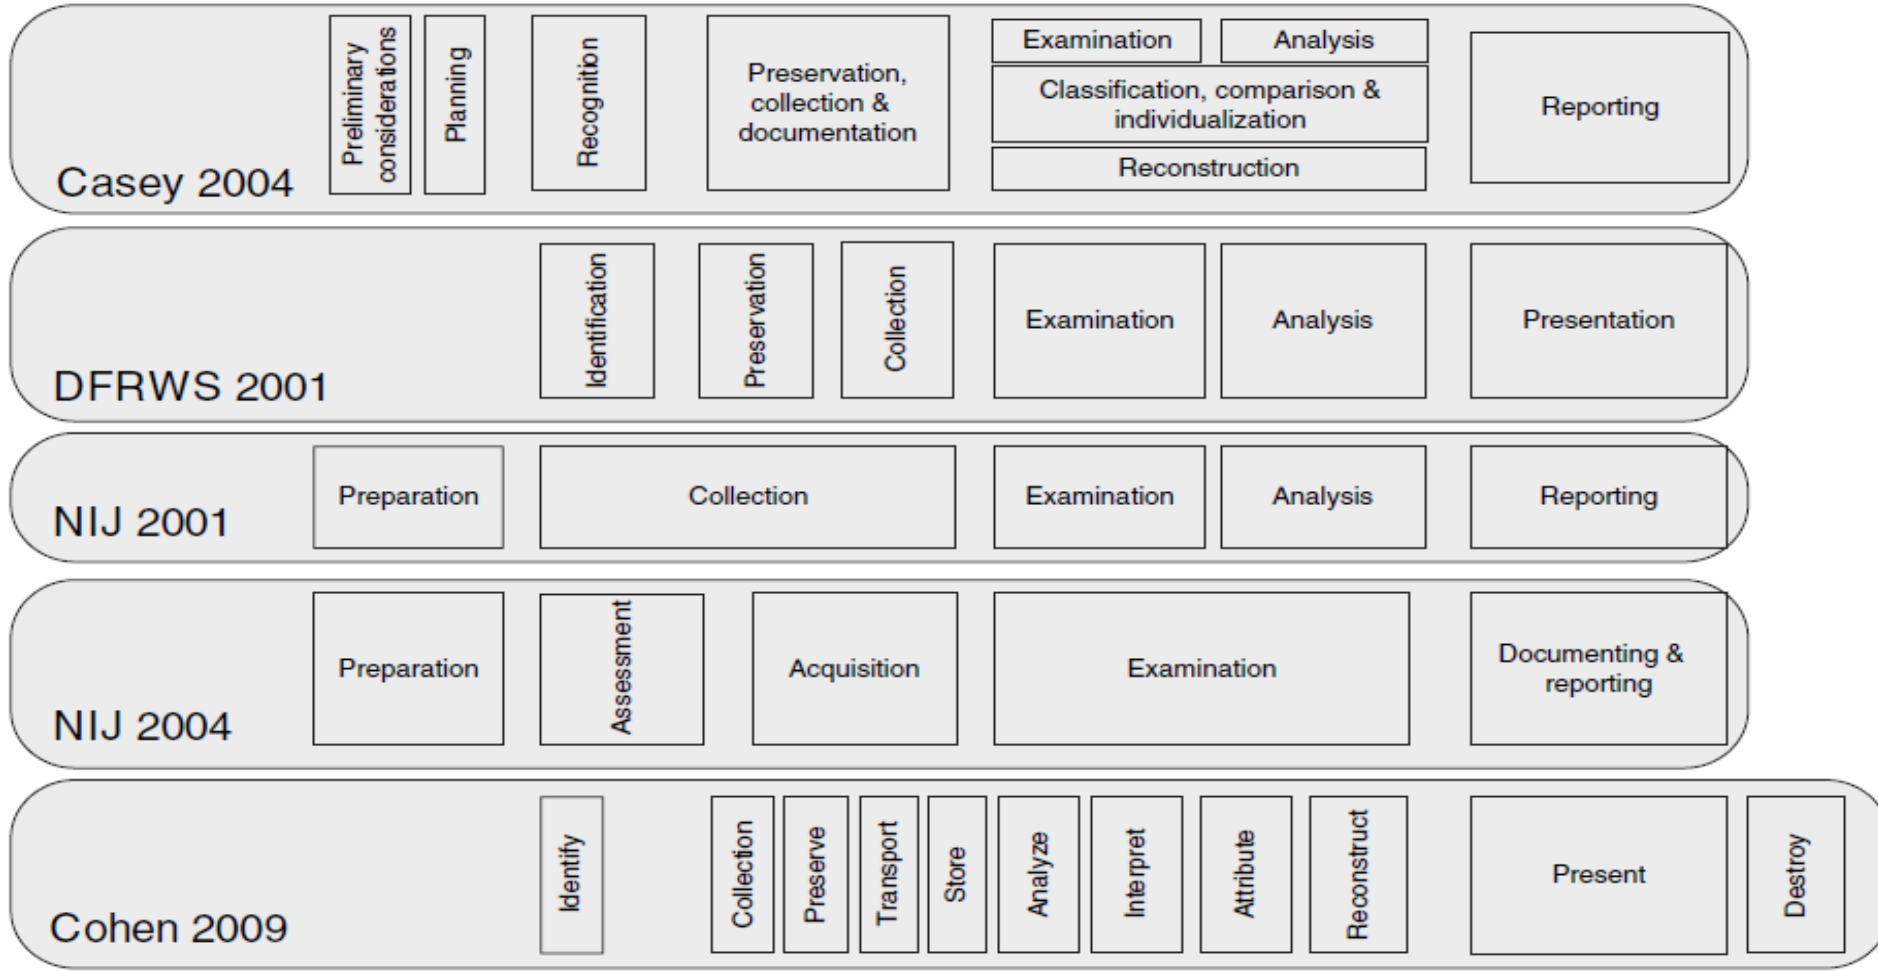 Casey 2004
Preliminary
considerations
Planning
Recognition
Preservation,
collection &
documentation
Examination
Analysis
Classification, comparison &
individualization
Reconstruction
Reporting
DFRWS 2001
Identification
Preservation
Collection
Examination
Analysis
Presentation
NIJ 2001
Preparation
Collection
Examination
Analysis
Reporting
NIJ 2004
Preparation
Assessment
Acquisition
Examination
Documenting &
reporting
Cohen 2009
Identify
Collection
Preserve
Transport
Store
Analyze
Interpret
Attribute
Reconstruct
Present
Destroy